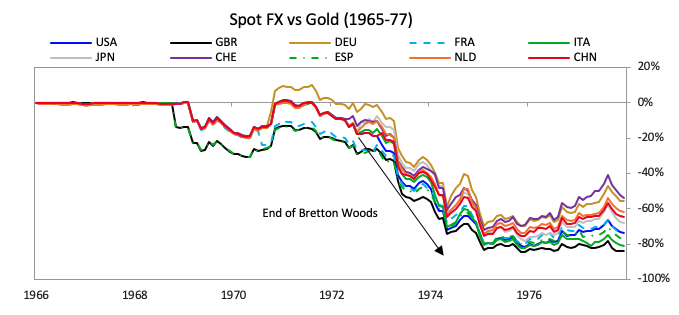 Spot FX vs Gold (1965-77)
USA GBR DEU FRA ITA
JPN CHE ESP NLD CHN
20%
0%
-20%
-40%
-60%
-80%
-100%
End of Bretton Woods
1966 1968 1970 1972 1974 1976